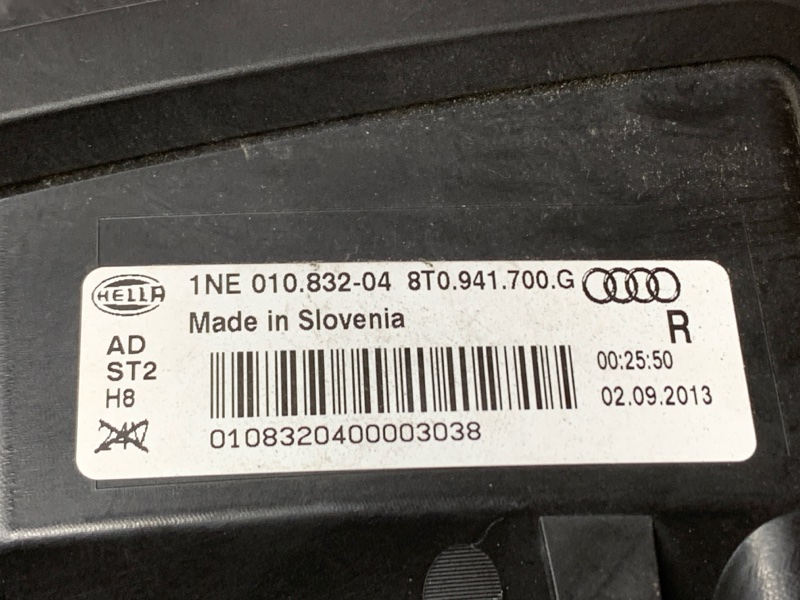 HELLA
1NE 010.832-04 8T0.941.700.G
Made in Slovenia
R
AD
ST2
H8
24V
00:25:50
02.09.2013
0108320400003038